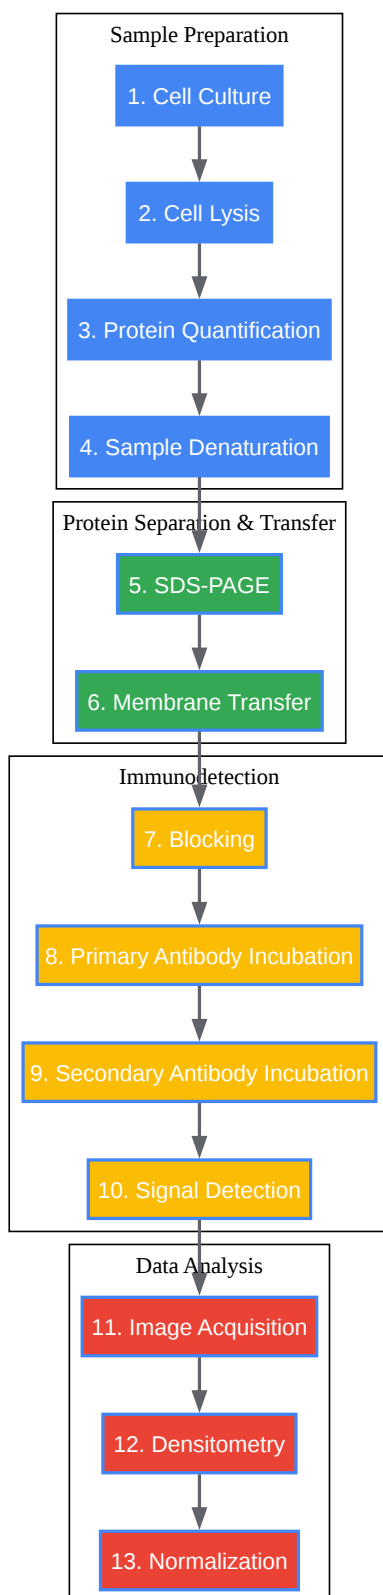 Sample Preparation
1. Cell Culture
2. Cell Lysis
3. Protein Quantification
4. Sample Denaturation
Protein Separation & Transfer
5. SDS-PAGE
6. Membrane Transfer
Immunodetection
7. Blocking
8. Primary Antibody Incubation
9. Secondary Antibody Incubation
10. Signal Detection
Data Analysis
11. Image Acquisition
12. Densitometry
13. Normalization